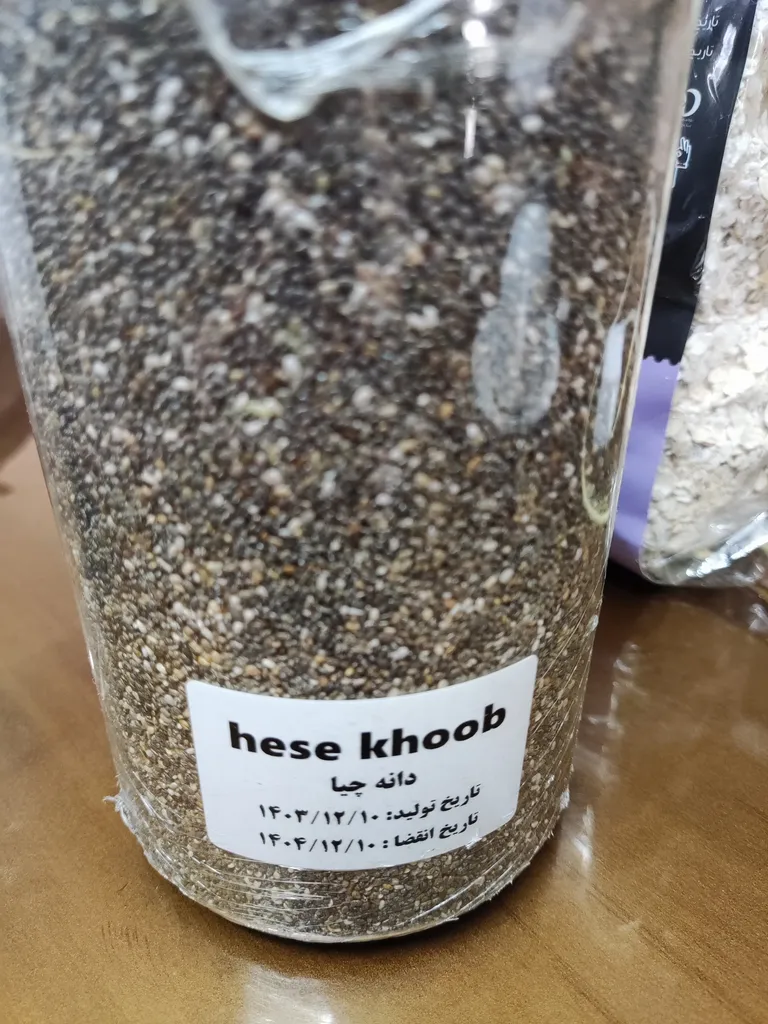 hese khoob
دانه چیا
تاریخ تولید: ۱۴۰۳/۱۲/۱۰
تاریخ انقضا : ۱۴۰۴/۱۲/۱۰